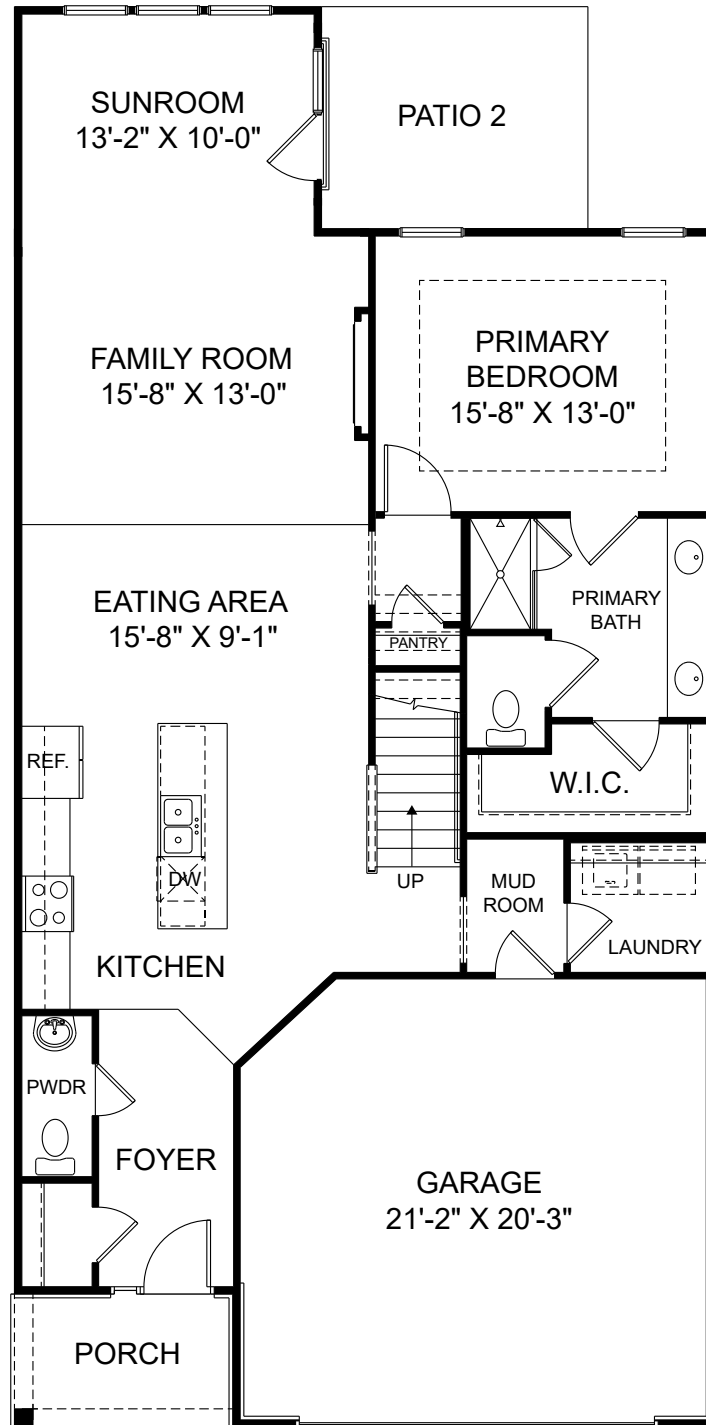 SUNROOM
13'-2" X 10'-0"
PATIO 2
FAMILY ROOM
15'-8" X 13'-0"
PRIMARY
BEDROOM
15'-8" X 13'-0"
EATING AREA
15'-8" X 9'-1"
PRIMARY
BATH
PANTRY
REF.
W.I.C.
DW
UP
MUD
ROOM
LAUNDRY
KITCHEN
PWDR
FOYER
GARAGE
21'-2" X 20'-3"
PORCH